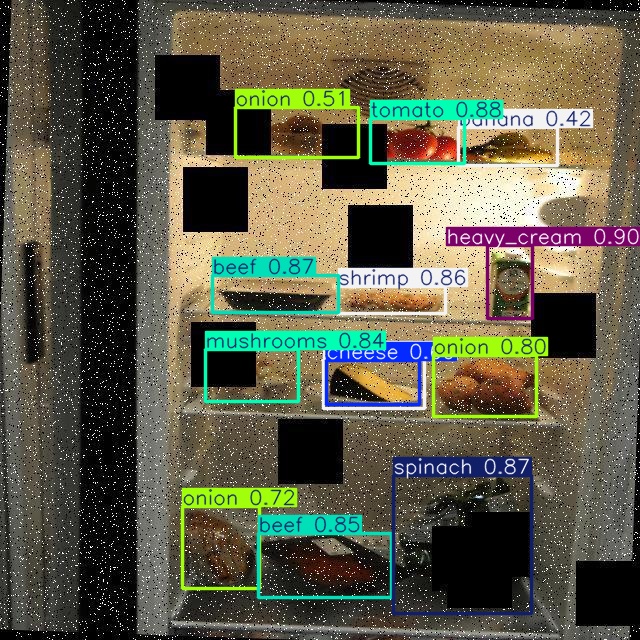 onion 0.51
tomato 0.88
banana 0.42
heavy_cream 0.90
beef 0.87
shrimp 0.86
mushrooms 0.84
cheese 0.
onion 0.80
spinach 0.87
onion 0.72
beef 0.85